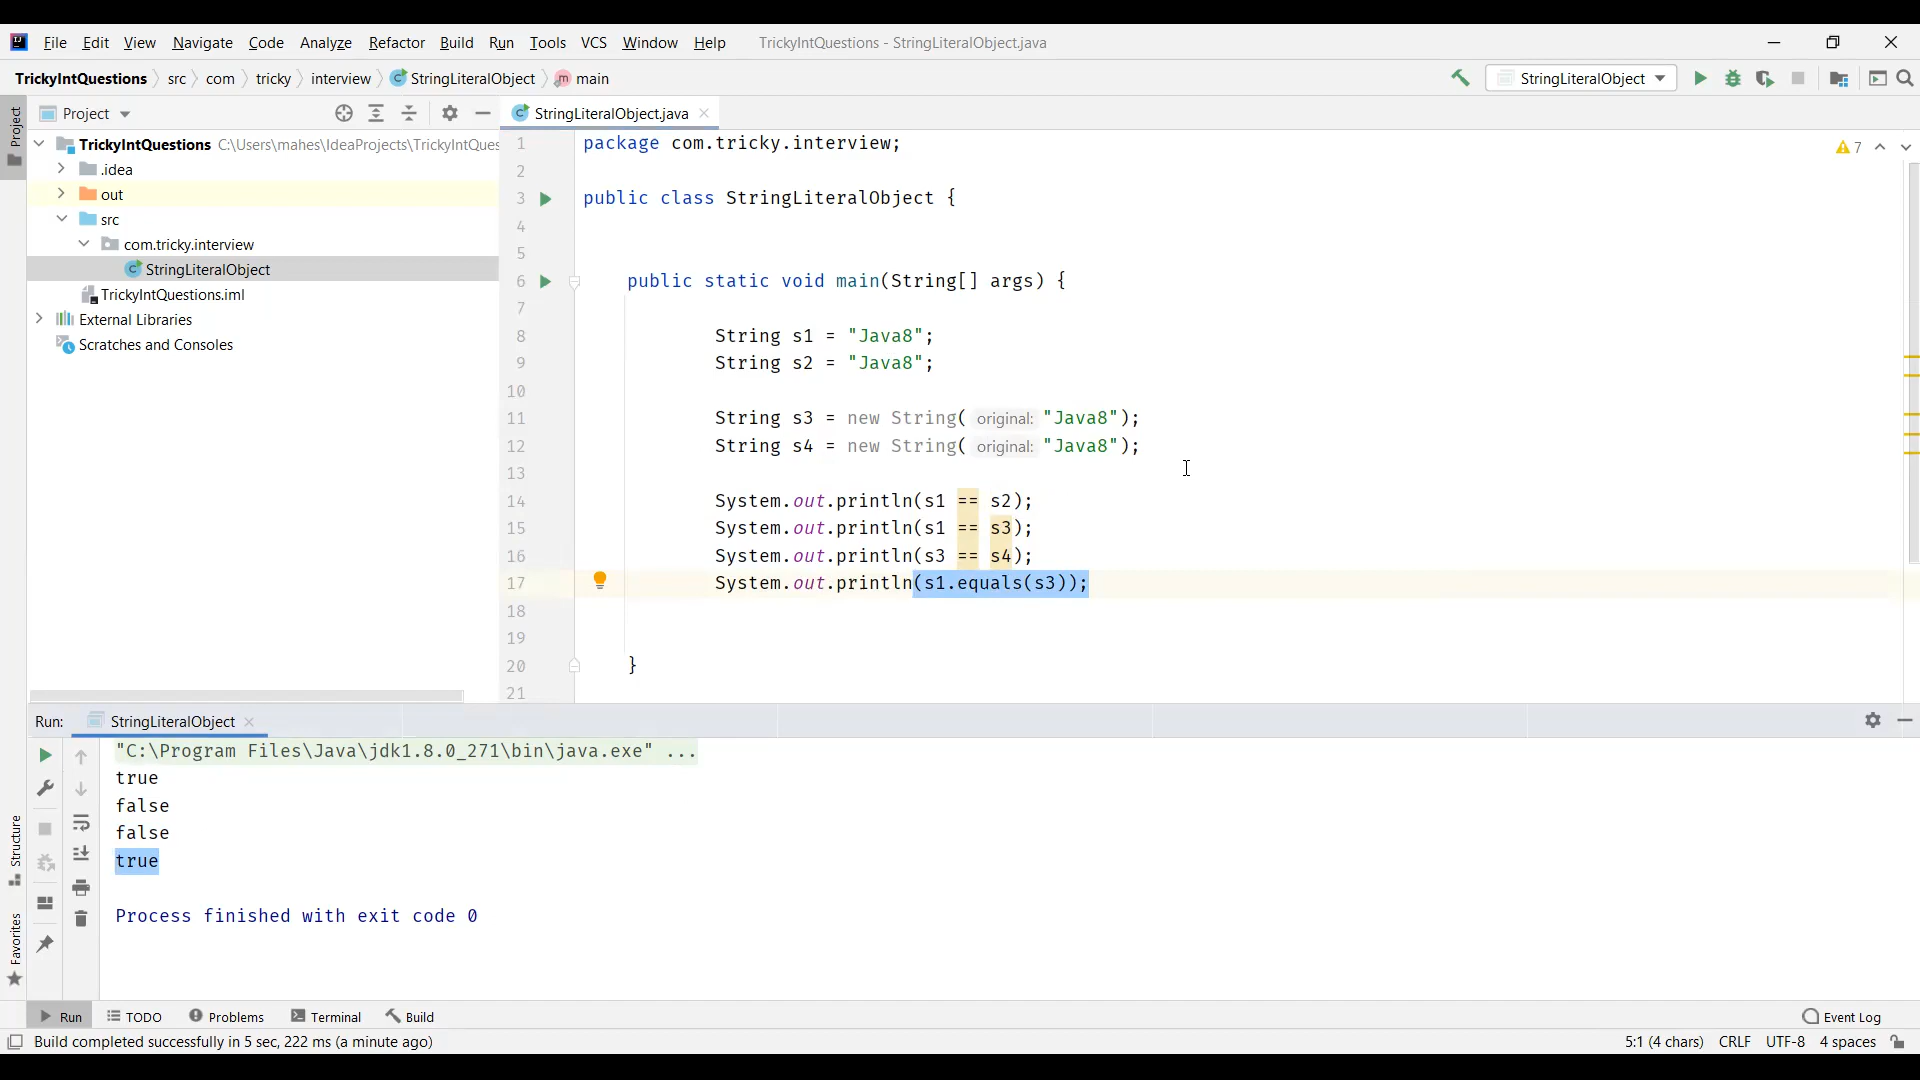 File Edit View Navigate Code Analyze Refactor Build Run Tools VCS Window Help TrickyIntQuestions - StringLiteralObject.java
TrickyIntQuestions src com tricky interview StringLiteralObject main StringLiteralObject
Project
Project
StringLiteralObject.java
TrickyIntQuestions C:\Users\mahes\IdeaProjects\TrickyIntQues
.idea
out
src
com.tricky.interview
StringLiteralObject
TrickyIntQuestions.iml
External Libraries
Scratches and Consoles
7
1 package com.tricky.interview;
2
3 public class StringLiteralObject {
4
5
6 public static void main(String[] args) {
7
8 String s1 = "Java8";
9 String s2 = "Java8";
10
11 String s3 = new String( original: "Java8");
12 String s4 = new String( original: "Java8");
13
14 System.out.println(s1 == s2);
15 System.out.println(s1 == s3);
16 System.out.println(s3 == s4);
17 System.out.println(s1.equals(s3));
18
19
20 }
21
Run: StringLiteralObject
"C:\Program Files\Java\jdk1.8.0_271\bin\java.exe" ...
true
false
false
true
Process finished with exit code 0
Structure
Favorites
Run TODO Problems Terminal Build Event Log
Build completed successfully in 5 sec, 222 ms (a minute ago) 5:1 (4 chars) CRLF UTF-8 4 spaces